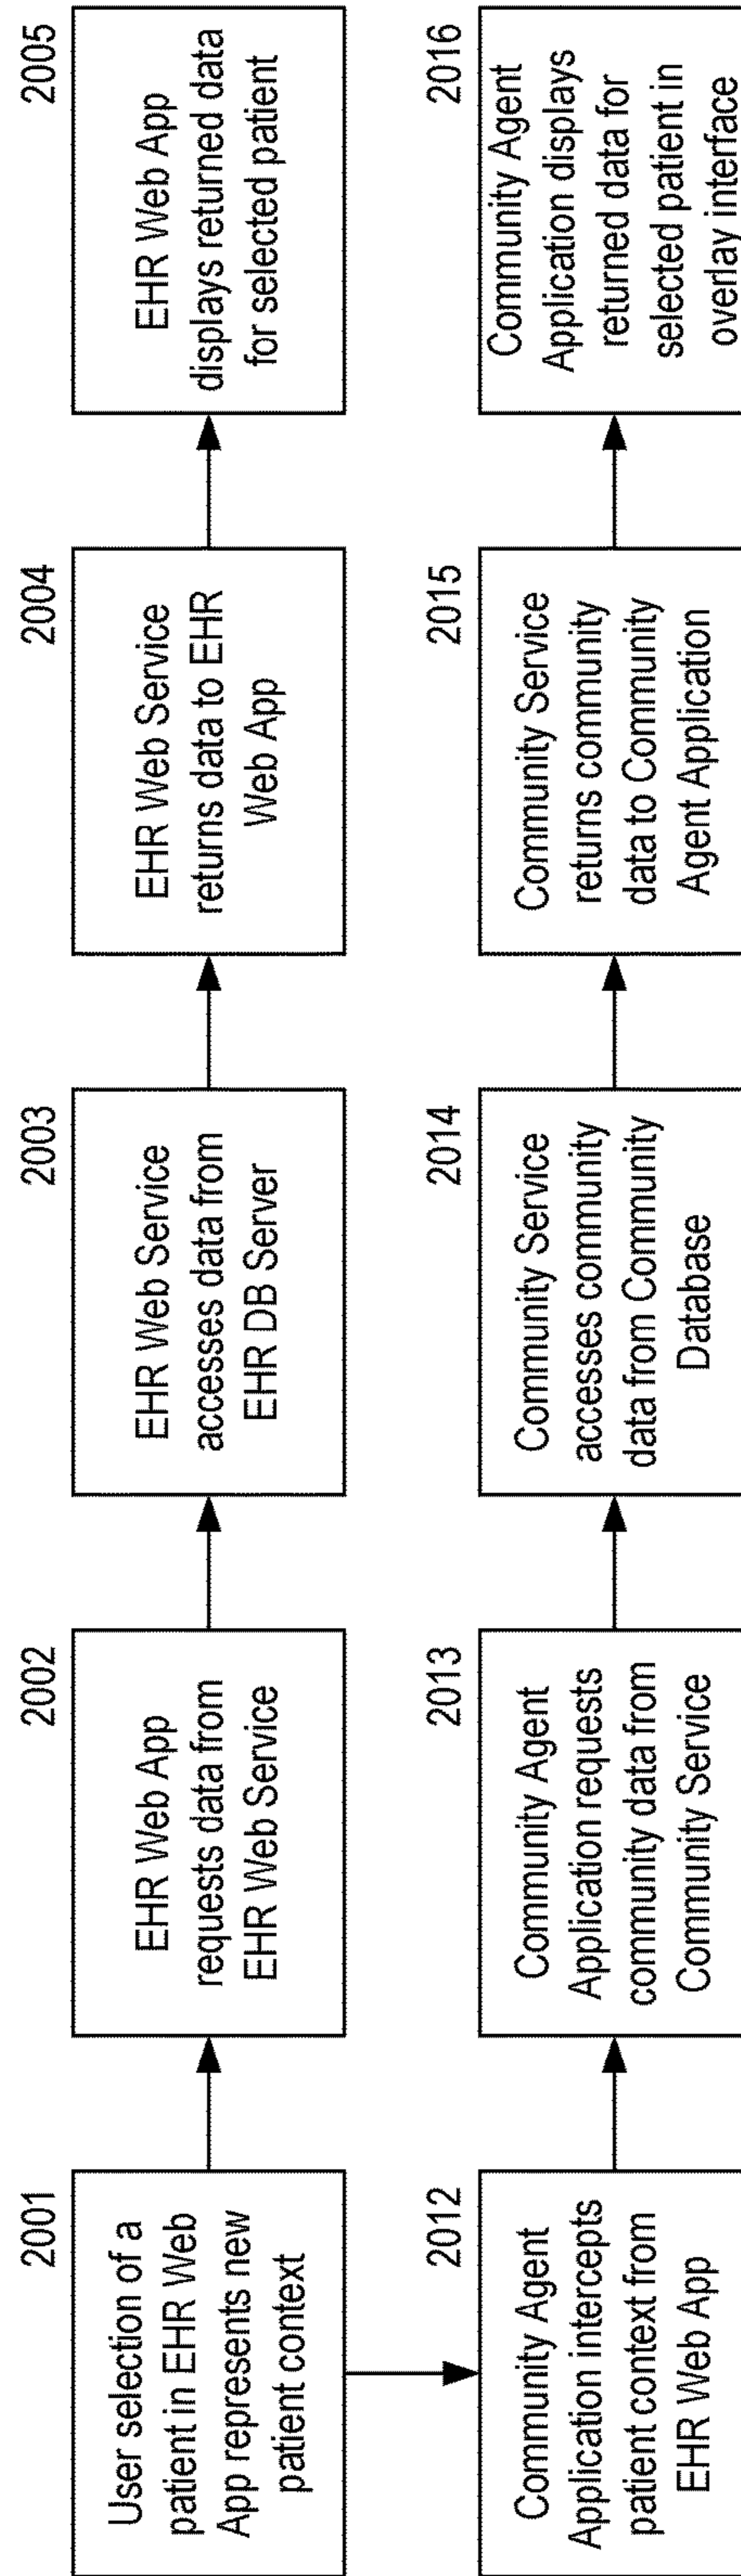 2001
User selection of a
patient in EHR Web
App represents new
patient context
2002
EHR Web App
requests data from
EHR Web Service
2003
EHR Web Service
accesses data from
EHR DB Server
2004
EHR Web Service
returns data to EHR
Web App
2005
EHR Web App
displays returned data
for selected patient
2012
Community Agent
Application intercepts
patient context from
EHR Web App
2013
Community Agent
Application requests
community data from
Community Service
2014
Community Service
accesses community
data from Community
Database
2015
Community Service
returns community
data to Community
Agent Application
2016
Community Agent
Application displays
returned data for
selected patient in
overlay interface